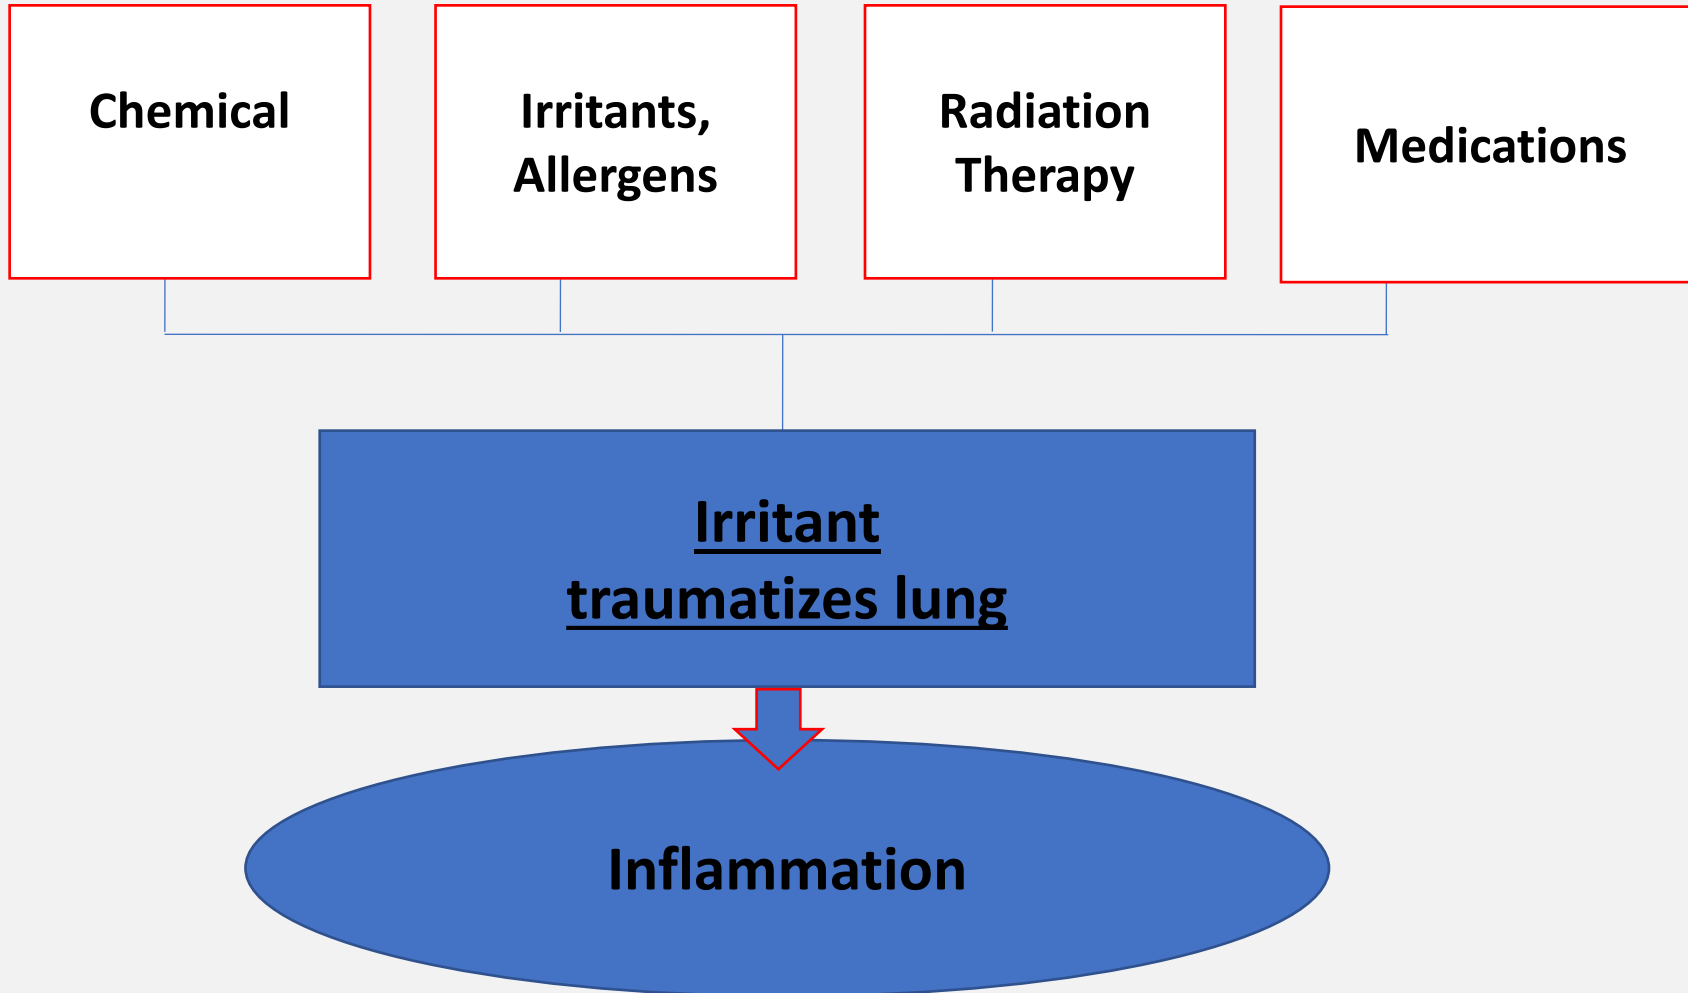 Chemical
Irritants,
Allergens
Radiation
Therapy
Medications
Irritant
traumatizes lung
Inflammation